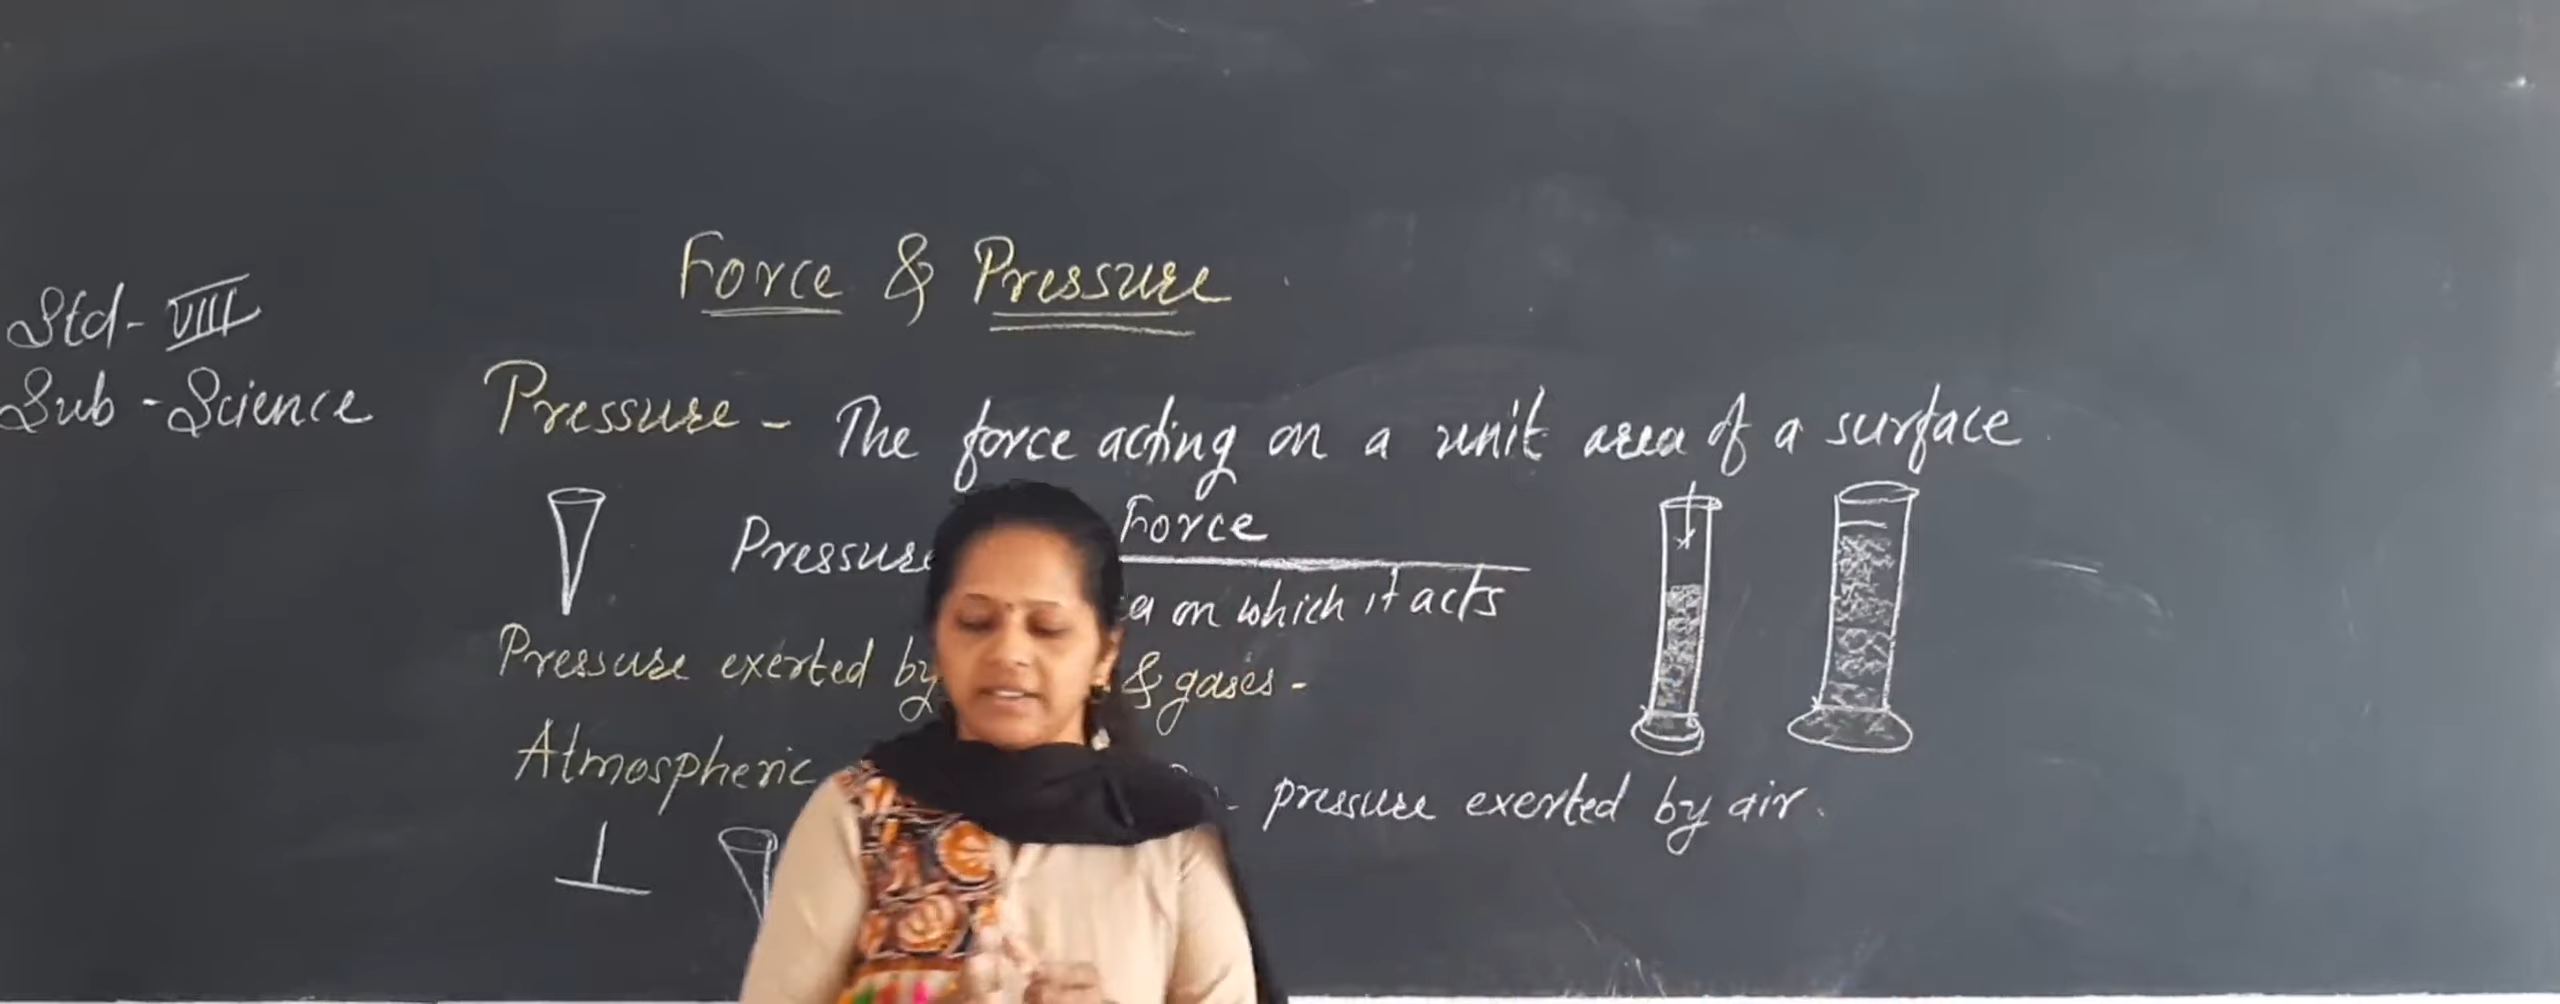 Force & Pressure
Std - VIII
Sub - Science
Pressure - The force acting on a unit area of a surface
Pressure
Force
on which it acts
Pressure exerted by & gases -
Atmospheric - pressure exerted by air.